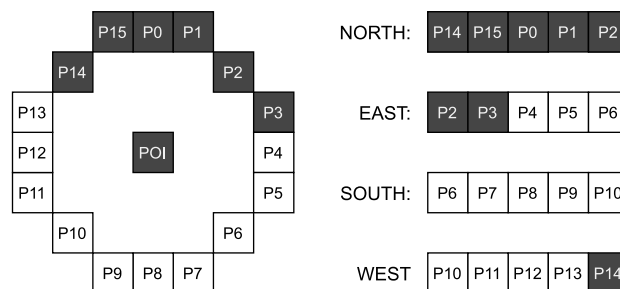 P15 P0 P1
P14 P2
P13 P3
P12 POI P4
P11 P5
P10 P6
P9 P8 P7
NORTH: P14 P15 P0 P1 P2
EAST: P2 P3 P4 P5 P6
SOUTH: P6 P7 P8 P9 P10
WEST P10 P11 P12 P13 P14